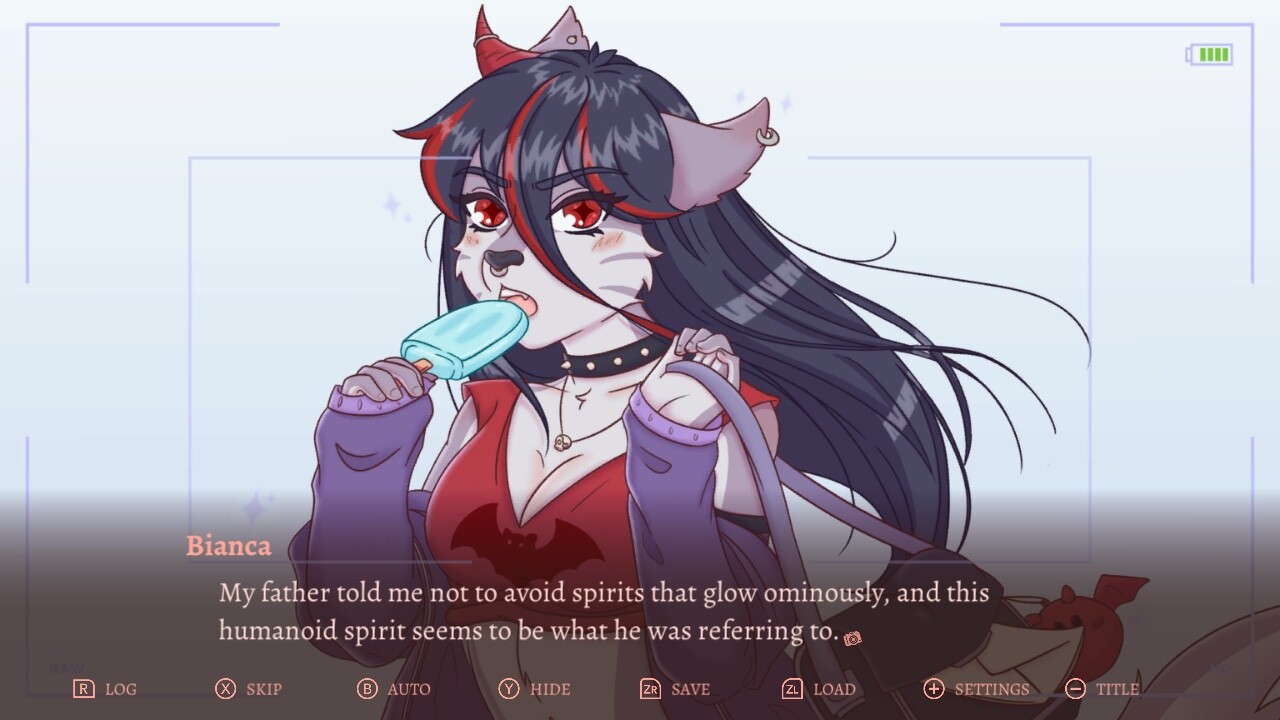 Bianca
My father told me not to avoid spirits that glow ominously, and this
humanoid spirit seems to be what he was referring to.
RAW
R LOG
X SKIP
B AUTO
Y HIDE
ZR SAVE
ZL LOAD
+ SETTINGS
− TITLE